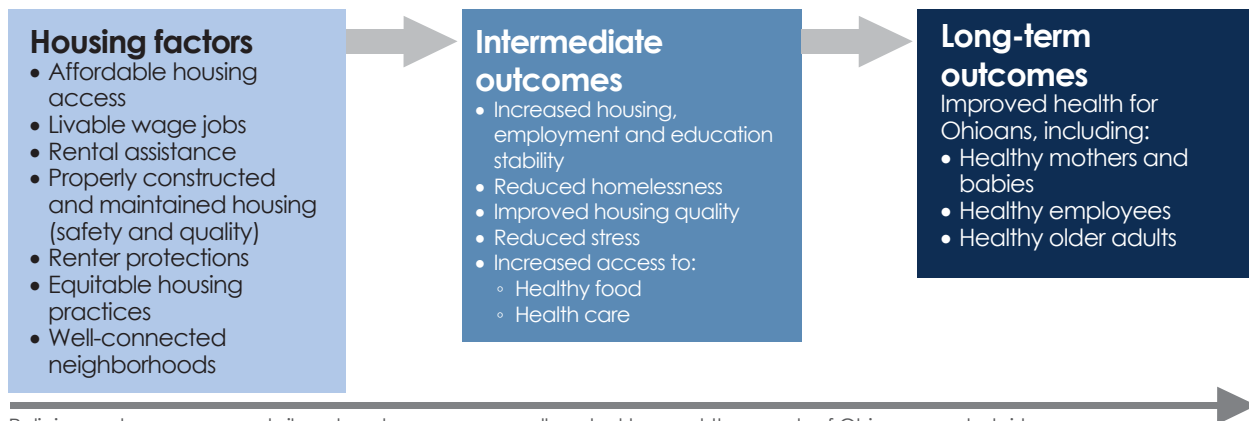 Housing factors
• Affordable housing
access
• Livable wage jobs
• Rental assistance
• Properly constructed
and maintained housing
(safety and quality)
• Renter protections
• Equitable housing
practices
• Well-connected
neighborhoods
Intermediate
outcomes
• Increased housing,
employment and education
stability
• Reduced homelessness
• Improved housing quality
• Reduced stress
• Increased access to:
◦ Healthy food
◦ Health care
Long-term
outcomes
Improved health for
Ohioans, including:
• Healthy mothers and
babies
• Healthy employees
• Healthy older adults